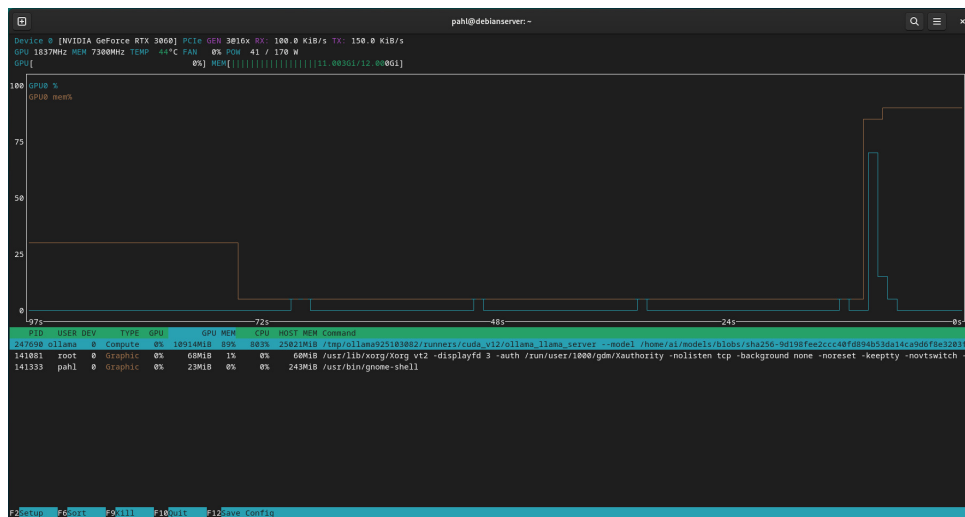 pahl@debianserver: ~
Device 0 [NVIDIA GeForce RTX 3060] PCIe GEN 3@16x RX: 100.0 KiB/s TX: 150.0 KiB/s
GPU 1837MHz MEM 7300MHz TEMP 44°C FAN 0% POW 41 / 170 W
GPU[ 0%] MEM[||||||||||||||||||11.003Gi/12.000Gi]
100 GPU0 %
GPU0 mem%
75
50
25
0
97s 72s 48s 24s 0s
PID USER DEV TYPE GPU GPU MEM CPU HOST MEM Command
247690 ollama 0 Compute 0% 10914MiB 89% 803% 25021MiB /tmp/ollama925103082/runners/cuda_v12/ollama_llama_server --model /home/ai/models/blobs/sha256-9d198fee2ccc40fd894b53da14ca9d6f8e3203
141081 root 0 Graphic 0% 68MiB 1% 0% 60MiB /usr/lib/xorg/Xorg vt2 -displayfd 3 -auth /run/user/1000/gdm/Xauthority -nolisten tcp -background none -noreset -keeptty -novtswitch -
141333 pahl 0 Graphic 0% 23MiB 0% 0% 243MiB /usr/bin/gnome-shell
F2Setup F6Sort F9Kill F10Quit F12Save Config